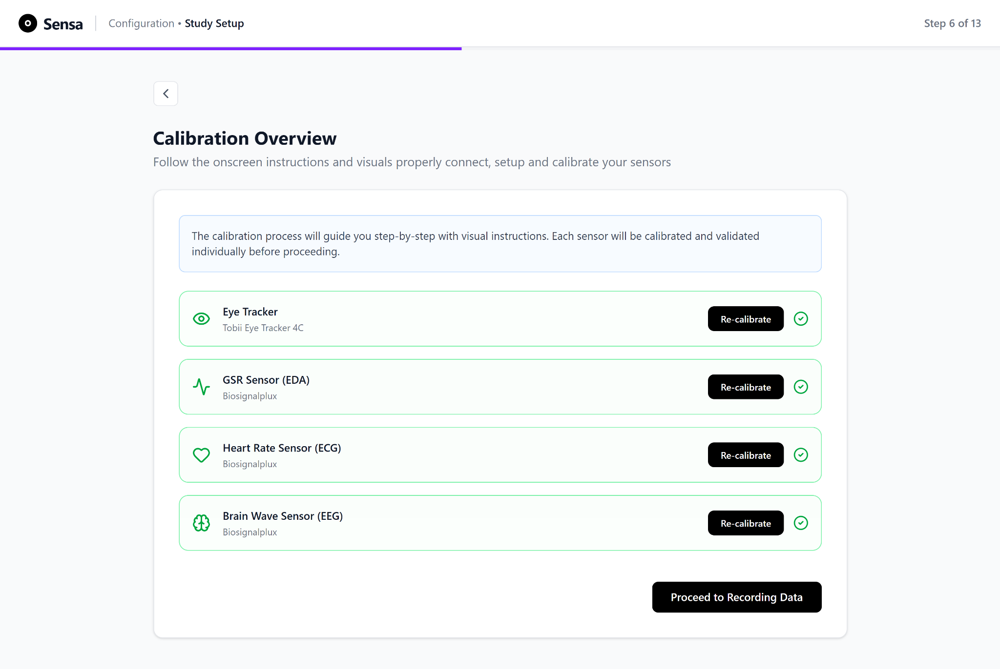 Sensa
Configuration • Study Setup
Step 6 of 13
Calibration Overview
Follow the onscreen instructions and visuals properly connect, setup and calibrate your sensors
The calibration process will guide you step-by-step with visual instructions. Each sensor will be calibrated and validated
individually before proceeding.
Eye Tracker
Tobii Eye Tracker 4C
Re-calibrate
GSR Sensor (EDA)
Biosignalplux
Re-calibrate
Heart Rate Sensor (ECG)
Biosignalplux
Re-calibrate
Brain Wave Sensor (EEG)
Biosignalplux
Re-calibrate
Proceed to Recording Data